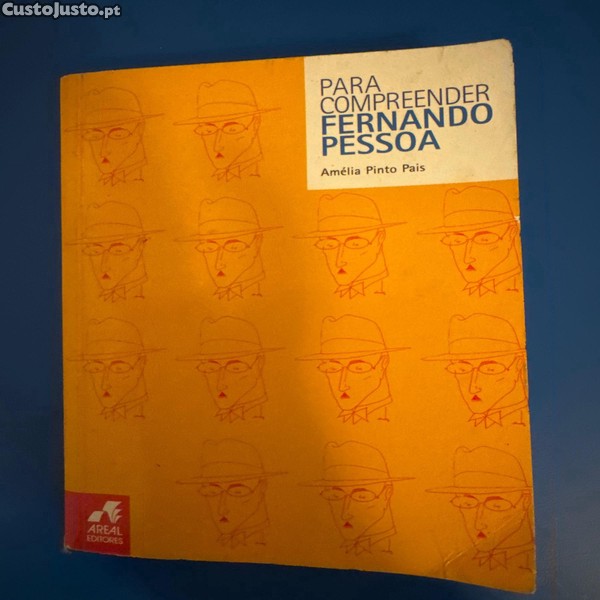 CustoJusto.pt
PARA
COMPREENDER
FERNANDO
PESSOA
Amélia Pinto Pais
AREAL
EDITORES